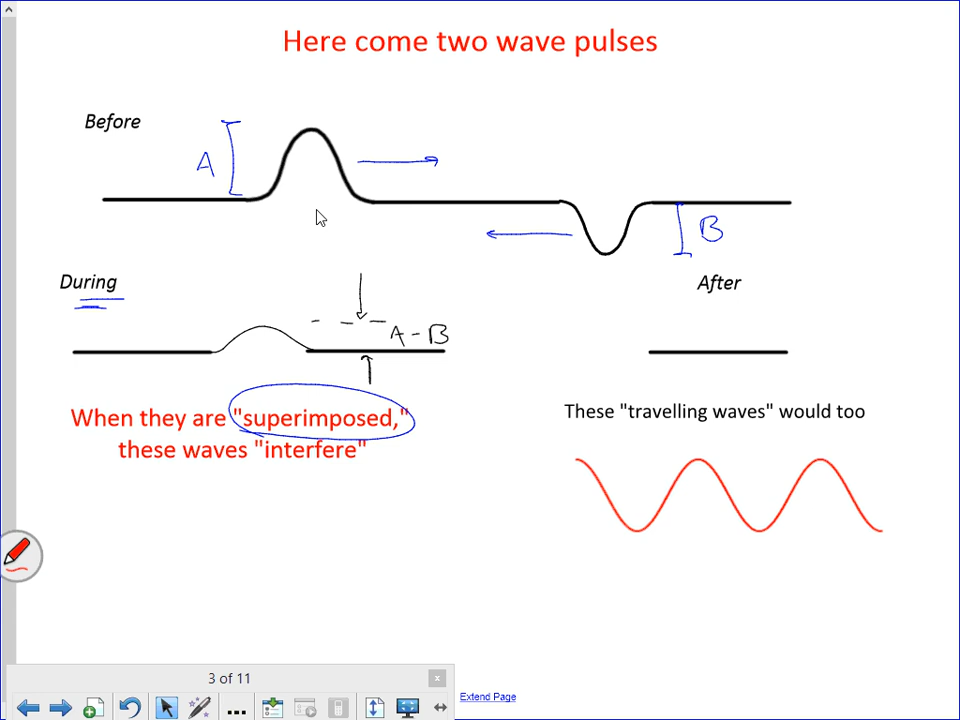 Here come two wave pulses
Before
A
B
During
After
A - B
When they are "superimposed,"
these waves "interfere"
These "travelling waves" would too
3 of 11
Extend Page